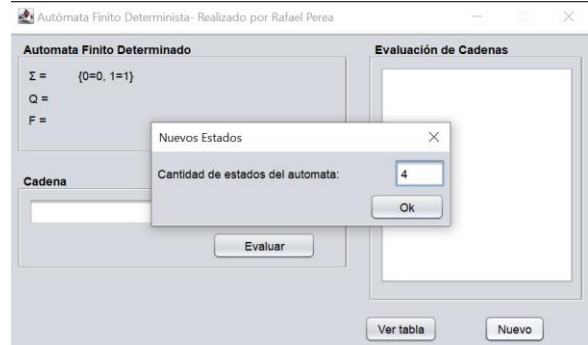 Autómata Finito Determinista- Realizado por Rafael Perea
Automata Finito Determinado
Σ = {0=0, 1=1}
Q =
F =
Evaluación de Cadenas
Nuevos Estados
Cantidad de estados del automata: 4
Ok
Cadena
Evaluar
Ver tabla
Nuevo